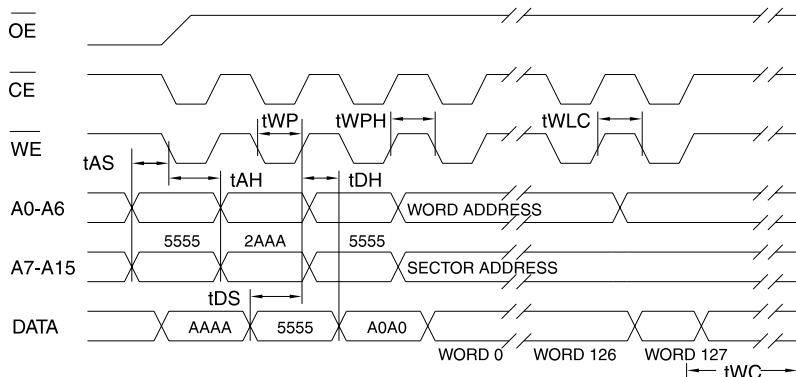 OE
CE
tWP tWPH tWLC
WE
tAS
tAH tDH
A0-A6 WORD ADDRESS
5555 2AAA 5555
A7-A15 SECTOR ADDRESS
tDS
DATA AAAA 5555 A0A0
WORD 0 WORD 126 WORD 127
tWC